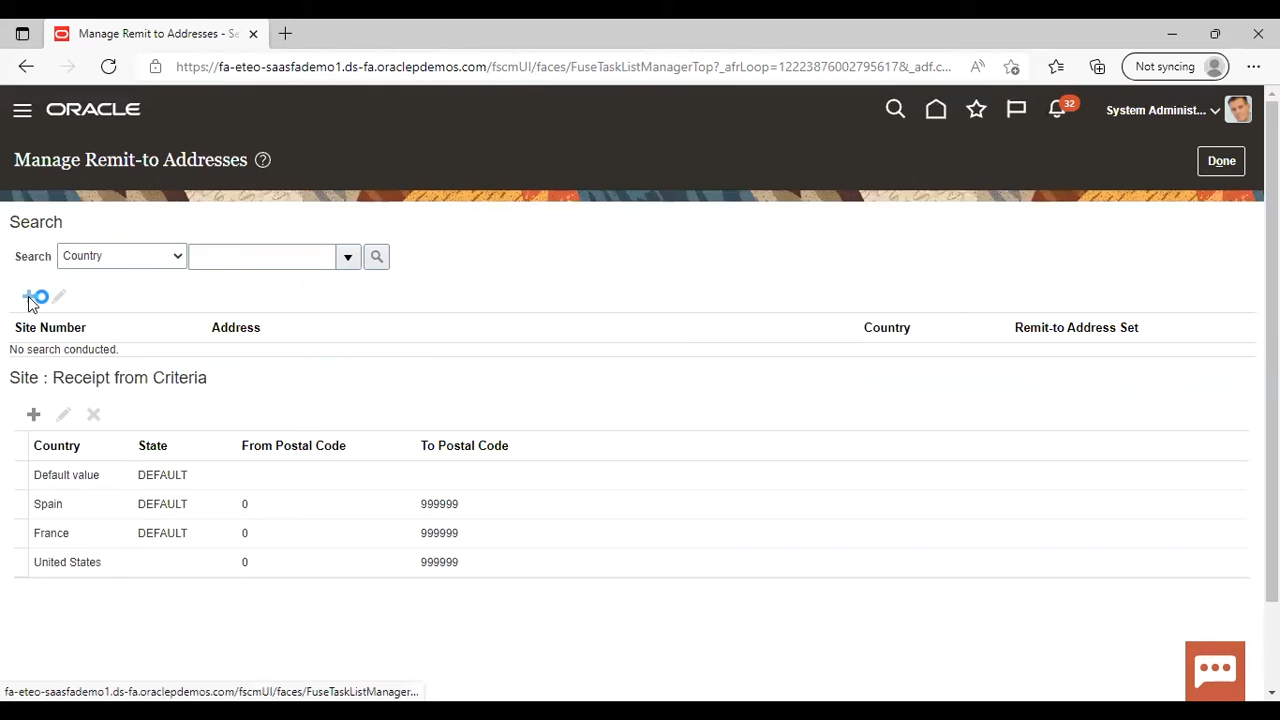 Manage Remit to Addresses - Se
https://fa-eteo-saasfademo1.ds-fa.oraclepdemos.com/fscmUI/faces/FuseTaskListManagerTop?_afrLoop=12223876002795617&_adf.c...
Not syncing
ORACLE
32
System Administ...
Manage Remit-to Addresses ?
Done
Search
Search Country
Site Number Address Country Remit-to Address Set
No search conducted.
Site : Receipt from Criteria
Country State From Postal Code To Postal Code
Default value DEFAULT
Spain DEFAULT 0 999999
France DEFAULT 0 999999
United States 0 999999
fa-eteo-saasfademo1.ds-fa.oraclepdemos.com/fscmUI/faces/FuseTaskListManager...